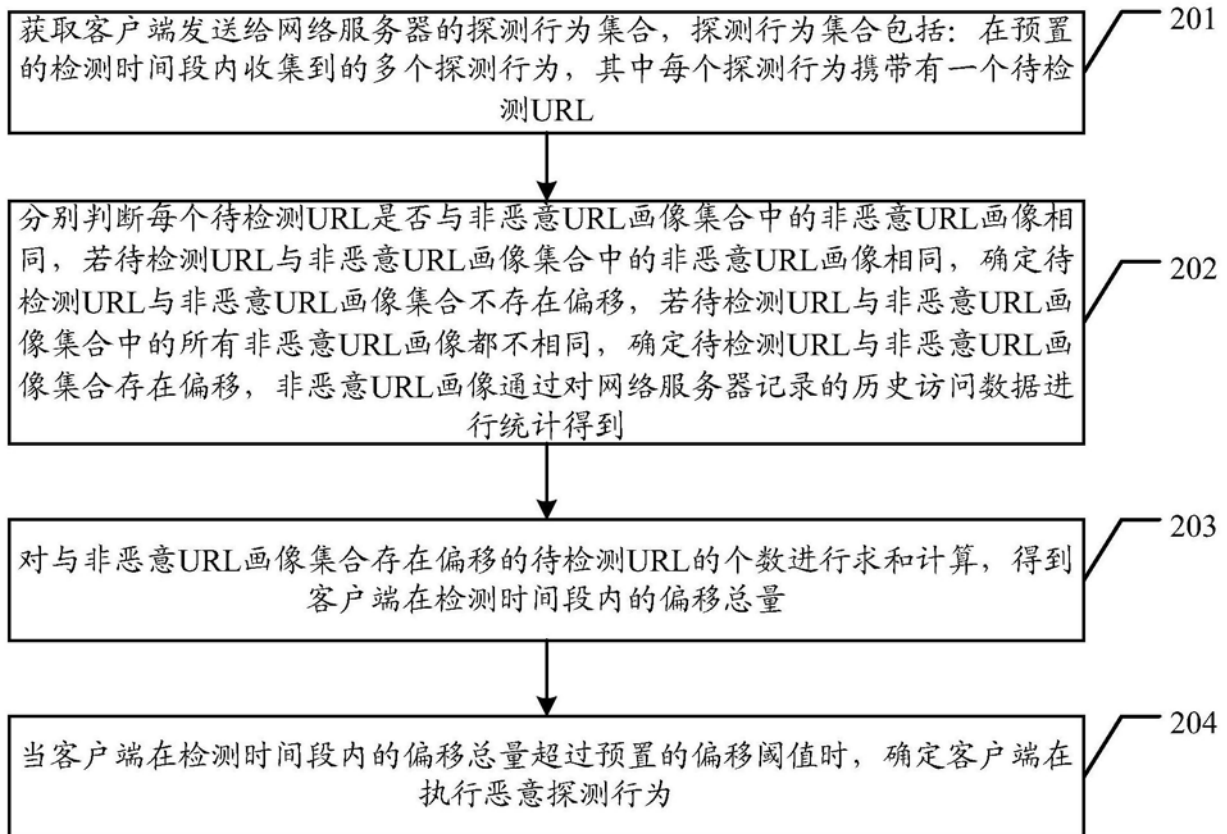 获取客户端发送给网络服务器的探测行为集合，探测行为集合包括：在预置
的检测时间段内收集到的多个探测行为，其中每个探测行为携带有一个待检
测URL
201
分别判断每个待检测URL是否与非恶意URL画像集合中的非恶意URL画像相
同，若待检测URL与非恶意URL画像集合中的非恶意URL画像相同，确定待
检测URL与非恶意URL画像集合不存在偏移，若待检测URL与非恶意URL画
像集合中的所有非恶意URL画像都不相同，确定待检测URL与非恶意URL画
像集合存在偏移，非恶意URL画像通过对网络服务器记录的历史访问数据进
行统计得到
202
对与非恶意URL画像集合存在偏移的待检测URL的个数进行求和计算，得到
客户端在检测时间段内的偏移总量
203
当客户端在检测时间段内的偏移总量超过预置的偏移阈值时，确定客户端在
执行恶意探测行为
204